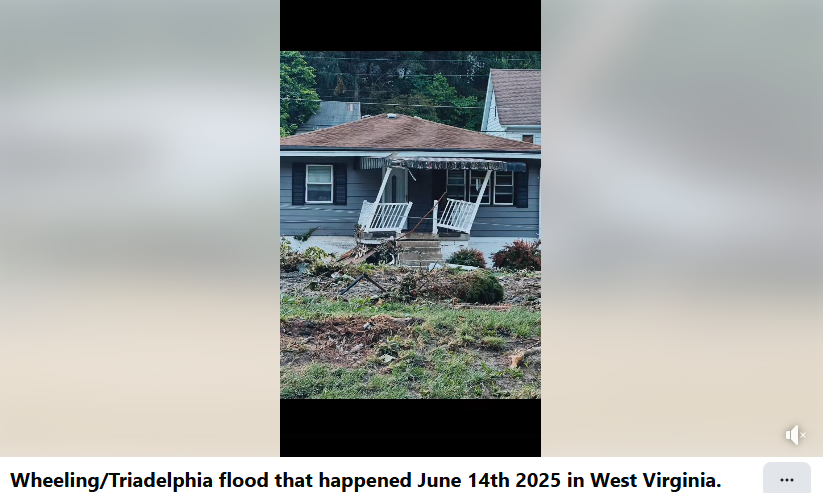 Wheeling/Triadelphia flood that happened June 14th 2025 in West Virginia.